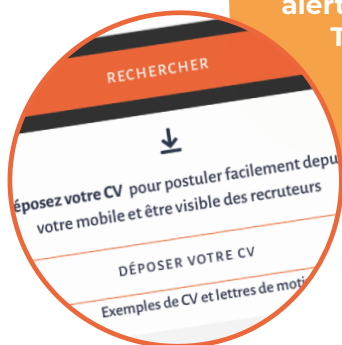 alert
T
RECHERCHER
éposez votre CV pour postuler facilement depu
votre mobile et être visible des recruteurs
DÉPOSER VOTRE CV
Exemples de CV et lettres de moti